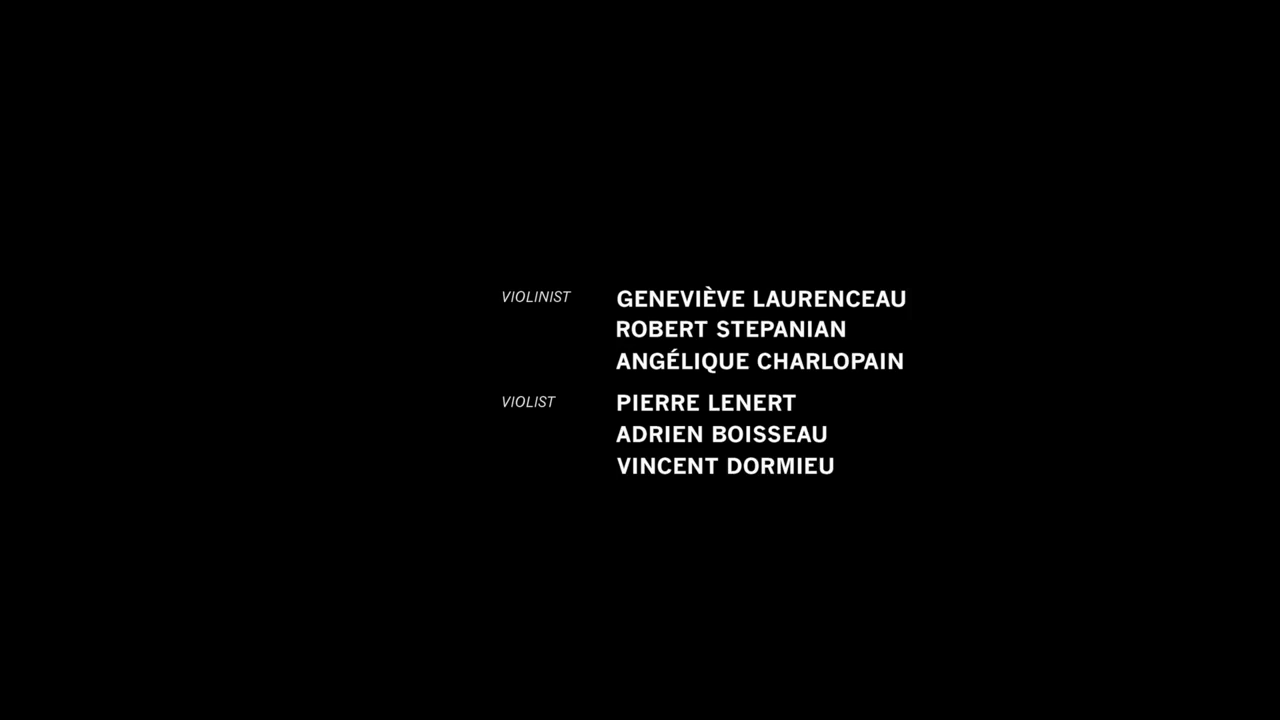 VIOLINIST GENEVIÈVE LAURENCEAU
ROBERT STEPANIAN
ANGÉLIQUE CHARLOPAIN
VIOLIST PIERRE LENERT
ADRIEN BOISSEAU
VINCENT DORMIEU